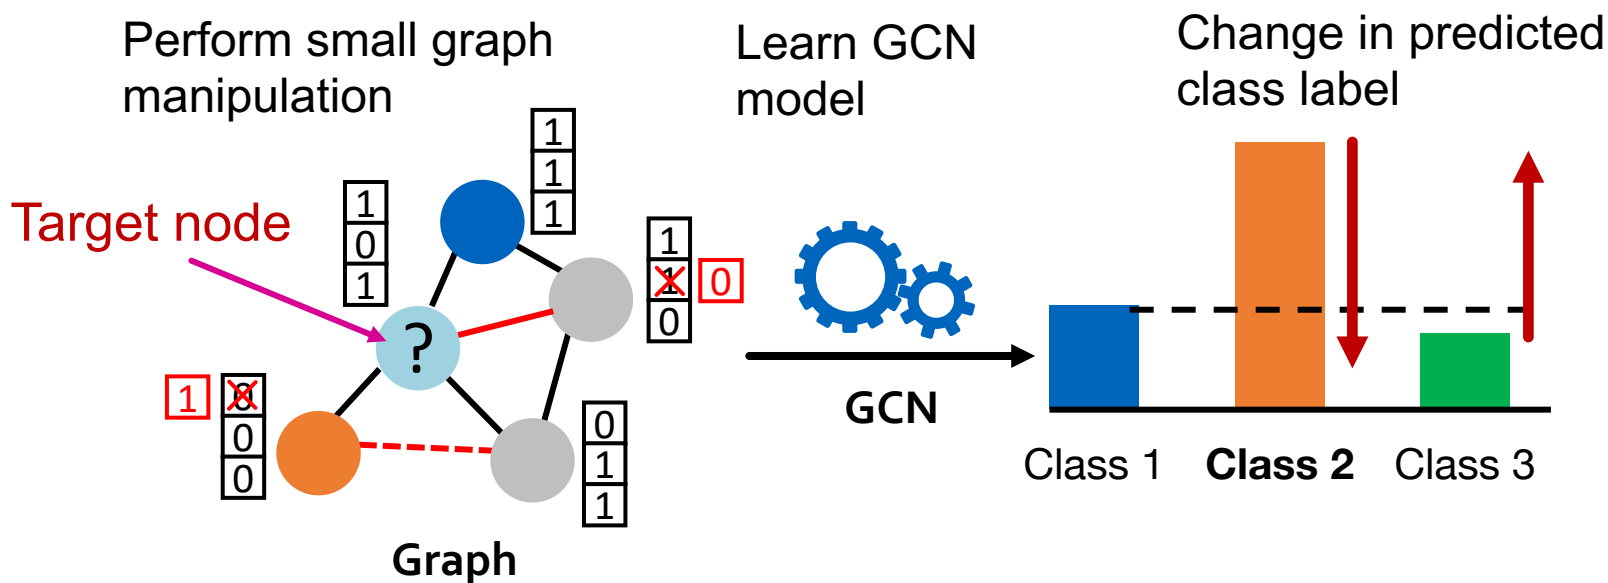 Perform small graph
manipulation
Learn GCN
model
Change in predicted
class label
Target node
1
0
1
1
1
1
1
1 0
0
?
1 0
0
0
0
1
1
Graph
GCN
Class 1 Class 2 Class 3